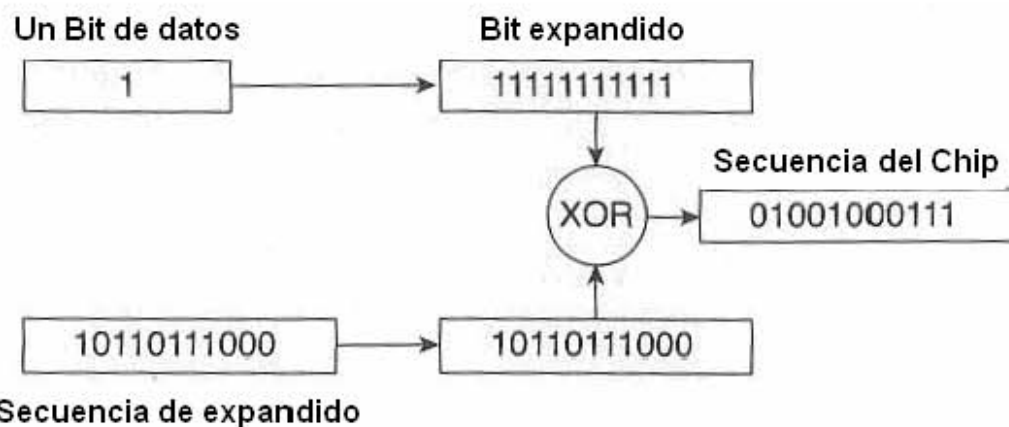 Un Bit de datos
Bit expandido
1
11111111111
Secuencia del Chip
XOR
01001000111
10110111000
10110111000
Secuencia de expandido